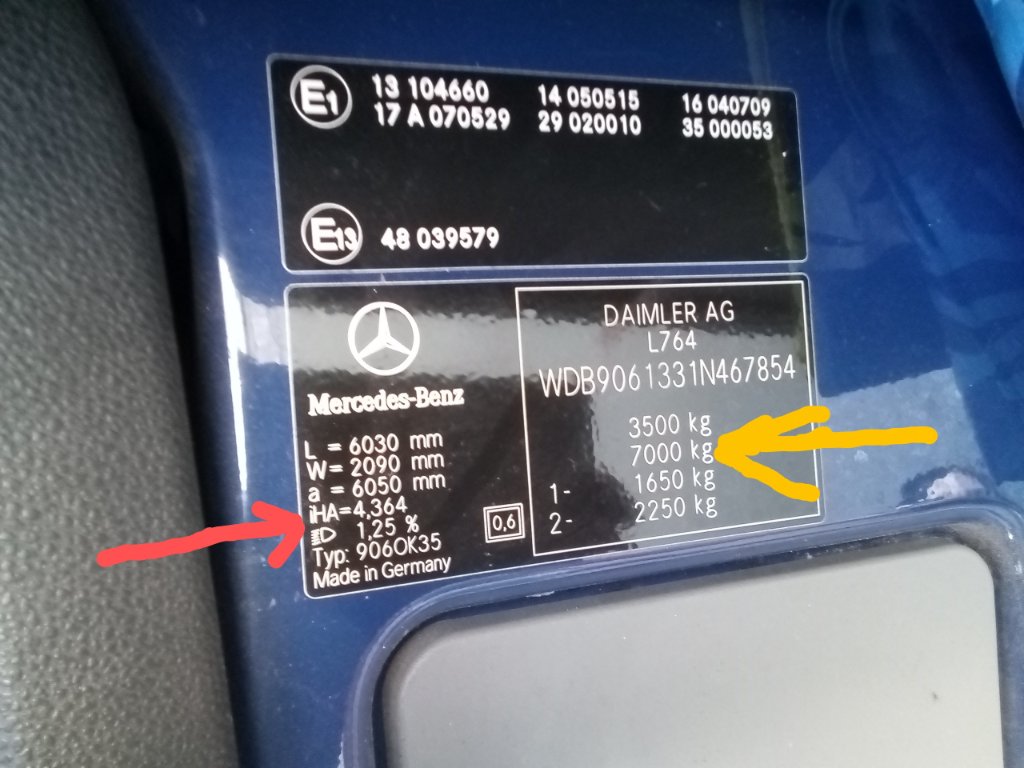 E1 13 104660 14 050515 16 040709
17 A 070529 29 020010 35 000053
E13 48 039579
Mercedes-Benz
L = 6030 mm
W = 2090 mm
a = 6050 mm
iHA=4,364
1,25 %
Typ: 906OK35
Made in Germany
0,6
DAIMLER AG
L764
WDB9061331N467854
3500 kg
7000 kg
1- 1650 kg
2- 2250 kg